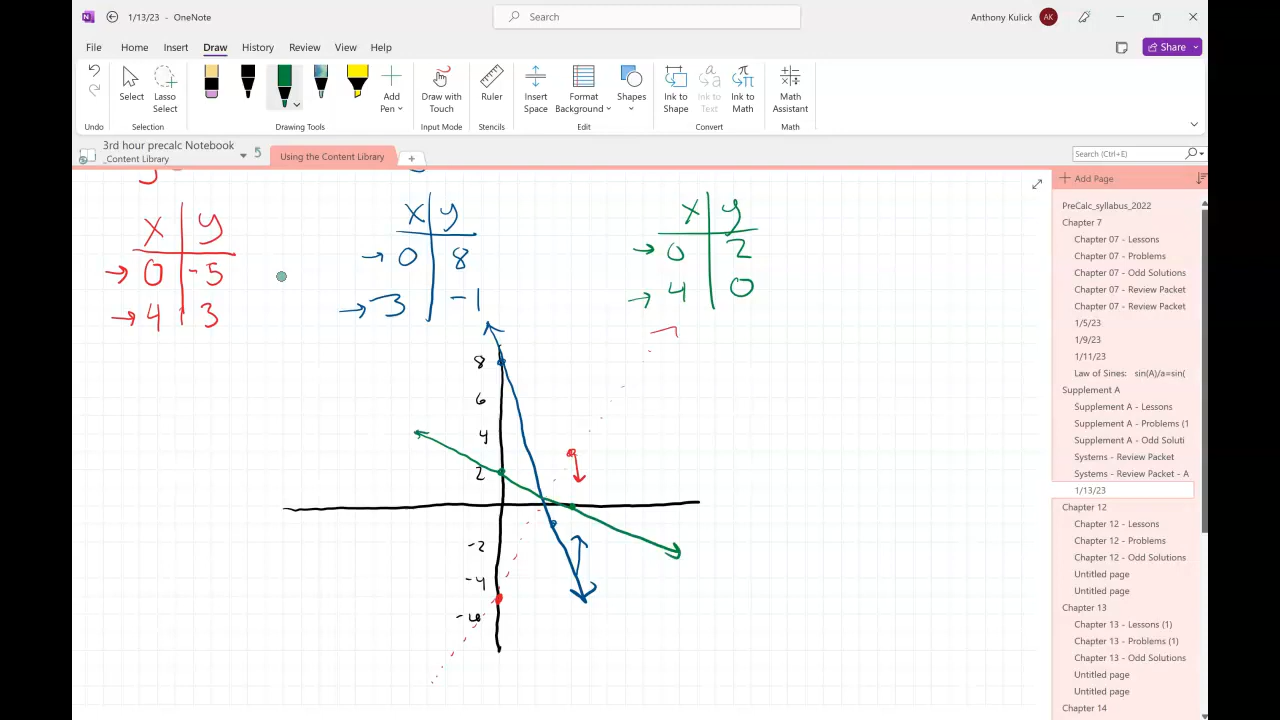 1/13/23 - OneNote
Search
Anthony Kulick
AK
File Home Insert Draw History Review View Help
Share
Undo
Select
Lasso Select
Add Pen
Draw with Touch
Ruler
Insert Space
Format Background
Shapes
Ink to Shape
Ink to Text
Ink to Math
Math Assistant
Undo Selection Drawing Tools Input Mode Stencils Edit Convert Math
3rd hour precalc Notebook
_Content Library
Using the Content Library
Search (Ctrl+E)
Add Page
PreCalc_syllabus_2022
Chapter 7
Chapter 07 - Lessons
Chapter 07 - Problems
Chapter 07 - Odd Solutions
Chapter 07 - Review Packet
Chapter 07 - Review Packet
1/5/23
1/9/23
1/11/23
Law of Sines: sin(A)/a=sin(
Supplement A
Supplement A - Lessons
Supplement A - Problems (1
Supplement A - Odd Soluti
Systems - Review Packet
Systems - Review Packet - A
1/13/23
Chapter 12
Chapter 12 - Lessons
Chapter 12 - Problems
Chapter 12 - Odd Solutions
Untitled page
Untitled page
Chapter 13
Chapter 13 - Lessons (1)
Chapter 13 - Problems (1)
Chapter 13 - Odd Solutions
Untitled page
Untitled page
Chapter 14
x y
0 -5
4 3
x y
0 8
3 -1
x y
0 2
4 0
8
6
4
2
-2
-4
-6